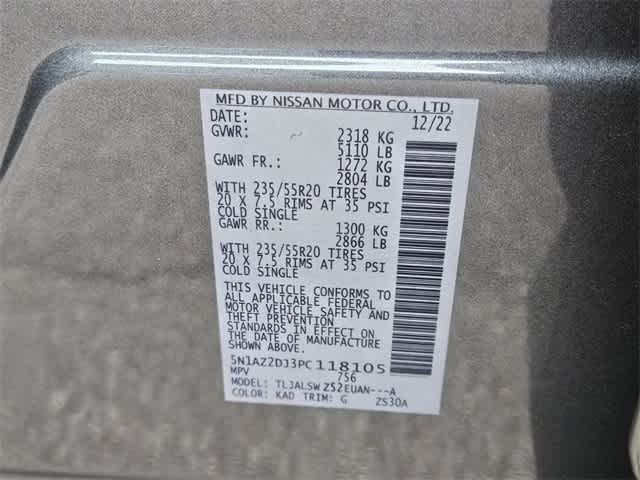 MFD BY NISSAN MOTOR CO., LTD.
DATE: 12/22
GVWR: 2318 KG
5110 LB
GAWR FR.: 1272 KG
2804 LB
WITH 235/55R20 TIRES
20 X 7.5 RIMS AT 35 PSI
COLD SINGLE
GAWR RR.: 1300 KG
2866 LB
WITH 235/55R20 TIRES
20 X 7.5 RIMS AT 35 PSI
COLD SINGLE
THIS VEHICLE CONFORMS TO
ALL APPLICABLE FEDERAL
MOTOR VEHICLE SAFETY AND
THEFT PREVENTION
STANDARDS IN EFFECT ON
THE DATE OF MANUFACTURE
SHOWN ABOVE.
5N1AZ2DJ3PC118105
MPV 756
MODEL: TLJALSWZS2EUAN---A
COLOR: KAD TRIM: G ZS30A